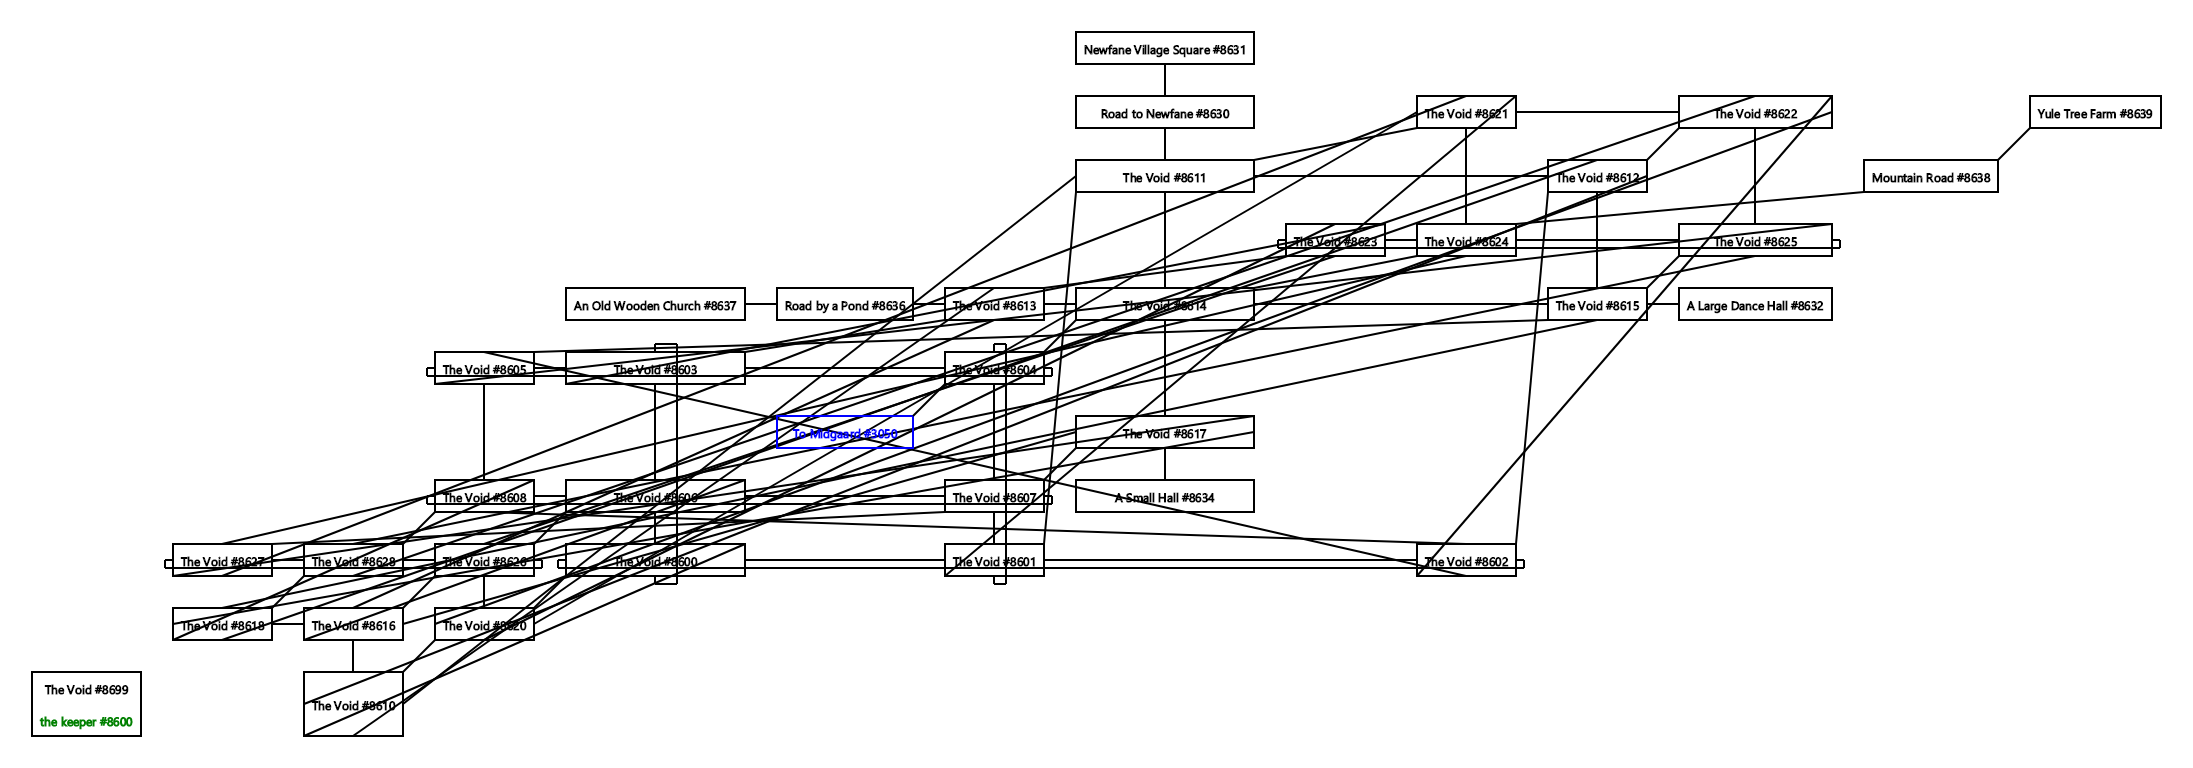 Newfane Village Square #8631
Road to Newfane #8630
The Void #8621
The Void #8622
Yule Tree Farm #8639
The Void #8611
The Void #8612
Mountain Road #8638
The Void #8623
The Void #8624
The Void #8625
An Old Wooden Church #8637
Road by a Pond #8636
The Void #8613
The Void #8614
The Void #8615
A Large Dance Hall #8632
The Void #8605
The Void #8603
The Void #8604
To Midgaard #3050
The Void #8617
The Void #8608
The Void #8606
The Void #8607
A Small Hall #8634
The Void #8627
The Void #8628
The Void #8626
The Void #8600
The Void #8601
The Void #8602
The Void #8618
The Void #8616
The Void #8620
The Void #8699
the keeper #8600
The Void #8610